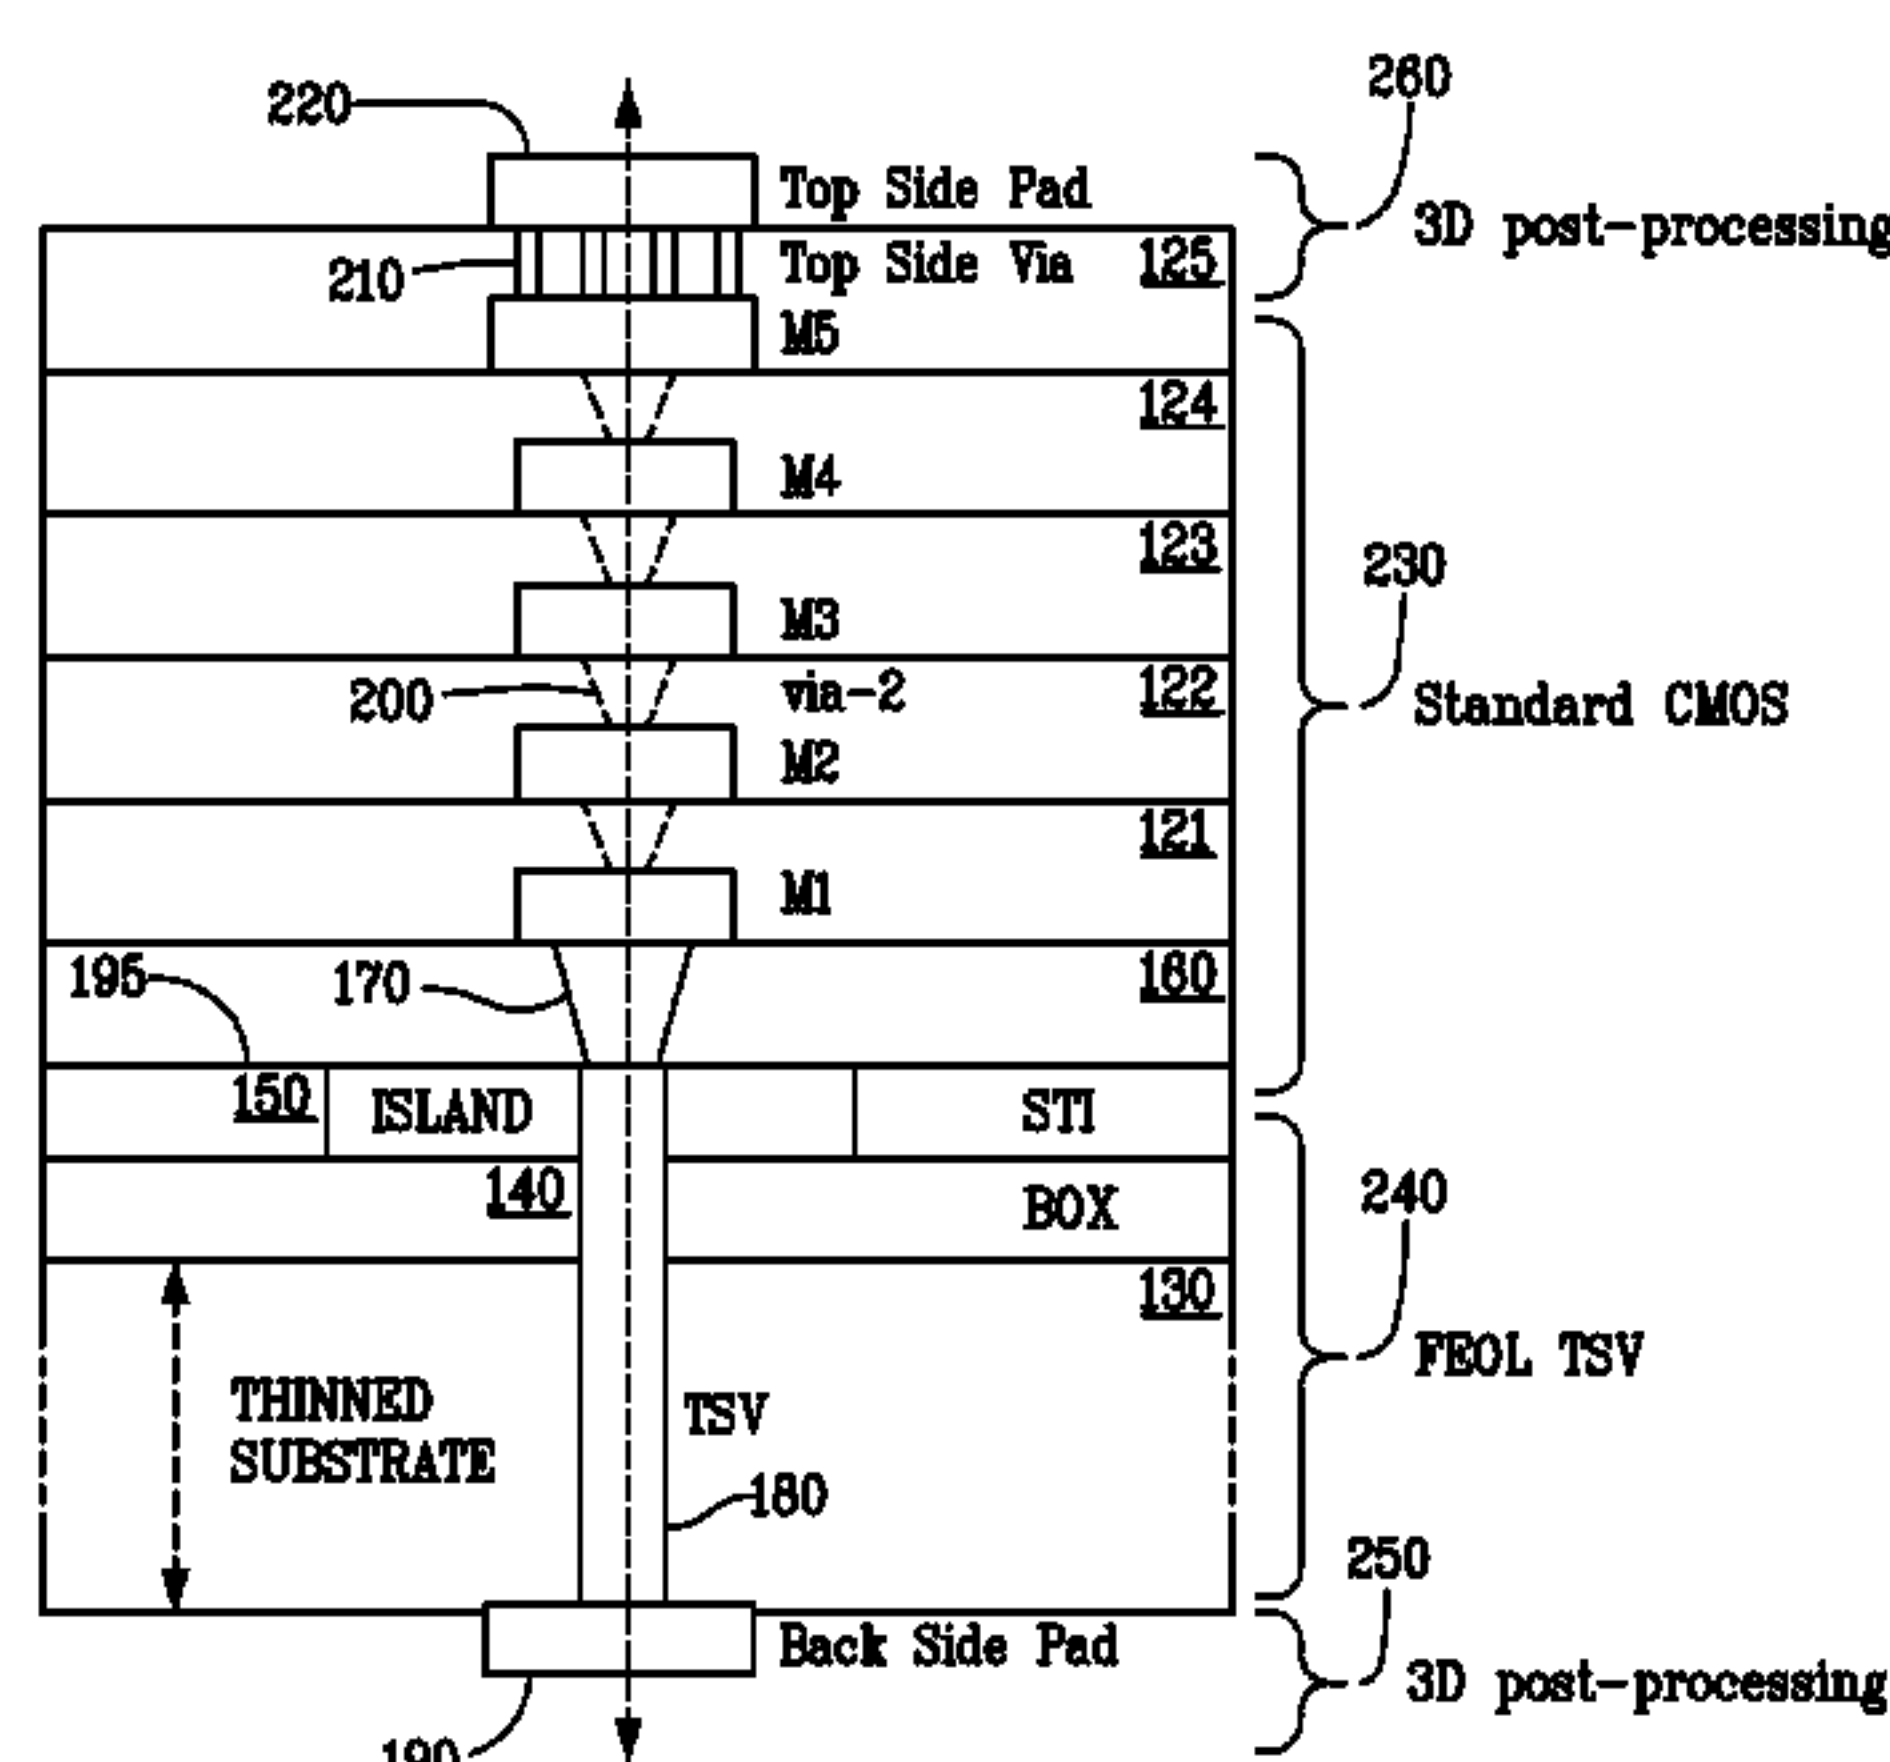 260
220
Top Side Pad
3D post-processing
210
Top Side Via
125
M5
124
M4
123
230
M3
200
via-2
122
Standard CMOS
M2
121
M1
195
170
160
150
ISLAND
STI
140
BOX
240
130
FEOL TSV
THINNED
SUBSTRATE
TSV
180
250
Back Side Pad
3D post-processing
190